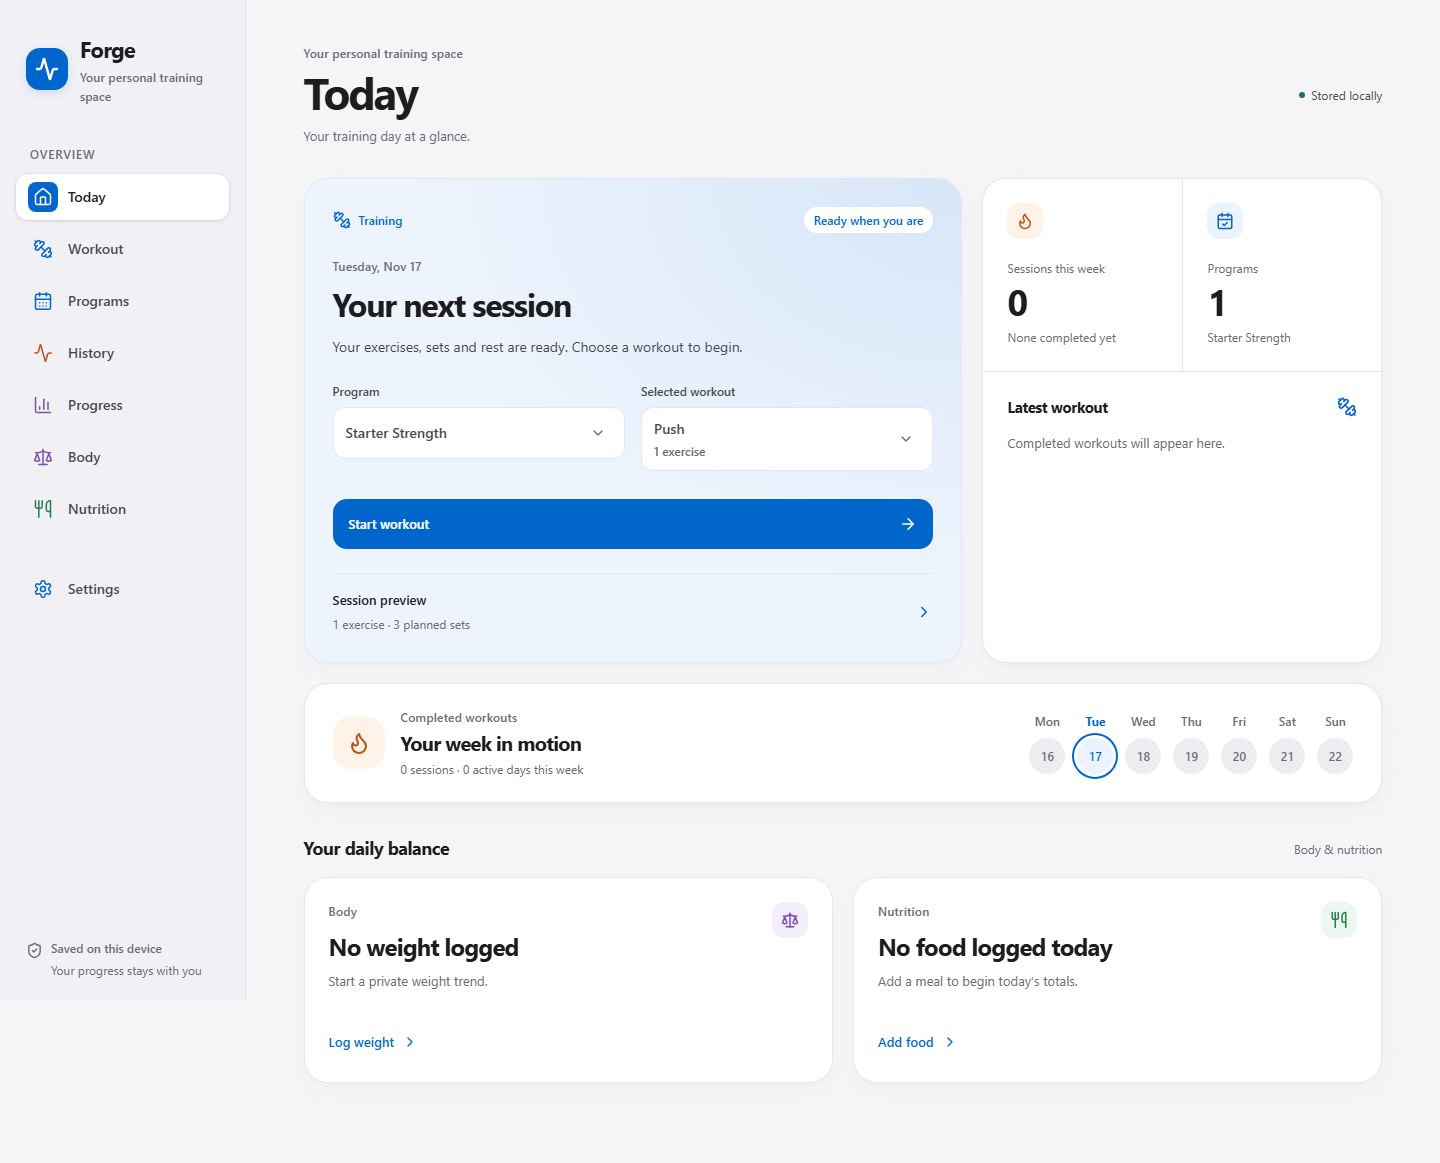 Forge
Your personal training
space
OVERVIEW
Today
Workout
Programs
History
Progress
Body
Nutrition
Settings
Saved on this device
Your progress stays with you
Your personal training space
Today
Your training day at a glance.
Stored locally
Training
Ready when you are
Tuesday, Nov 17
Your next session
Your exercises, sets and rest are ready. Choose a workout to begin.
Program
Starter Strength
Selected workout
Push
1 exercise
Start workout
Session preview
1 exercise · 3 planned sets
Sessions this week
0
None completed yet
Programs
1
Starter Strength
Latest workout
Completed workouts will appear here.
Completed workouts
Your week in motion
0 sessions · 0 active days this week
Mon Tue Wed Thu Fri Sat Sun
16 17 18 19 20 21 22
Your daily balance
Body & nutrition
Body
No weight logged
Start a private weight trend.
Log weight
Nutrition
No food logged today
Add a meal to begin today's totals.
Add food